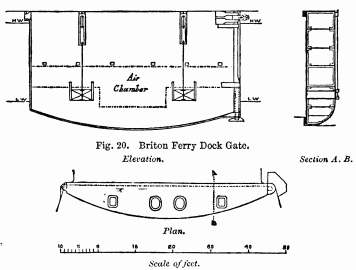 H.W.
H.W.
Air
Chamber
L.W.
L.W.
Fig. 20. Briton Ferry Dock Gate.
Elevation.
Section A. B.
A
B
Plan.
10 5 0 10 20 30 40 50
Scale of feet.